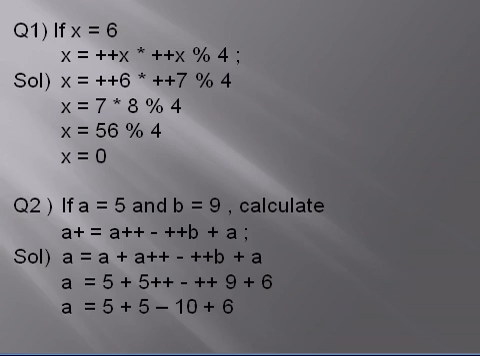 Q1) If x = 6
x = ++x * ++x % 4 ;
Sol) x = ++6 * ++7 % 4
x = 7 * 8 % 4
x = 56 % 4
x = 0
Q2 ) If a = 5 and b = 9 , calculate
a+ = a++ - ++b + a ;
Sol) a = a + a++ - ++b + a
a = 5 + 5++ - ++ 9 + 6
a = 5 + 5 – 10 + 6